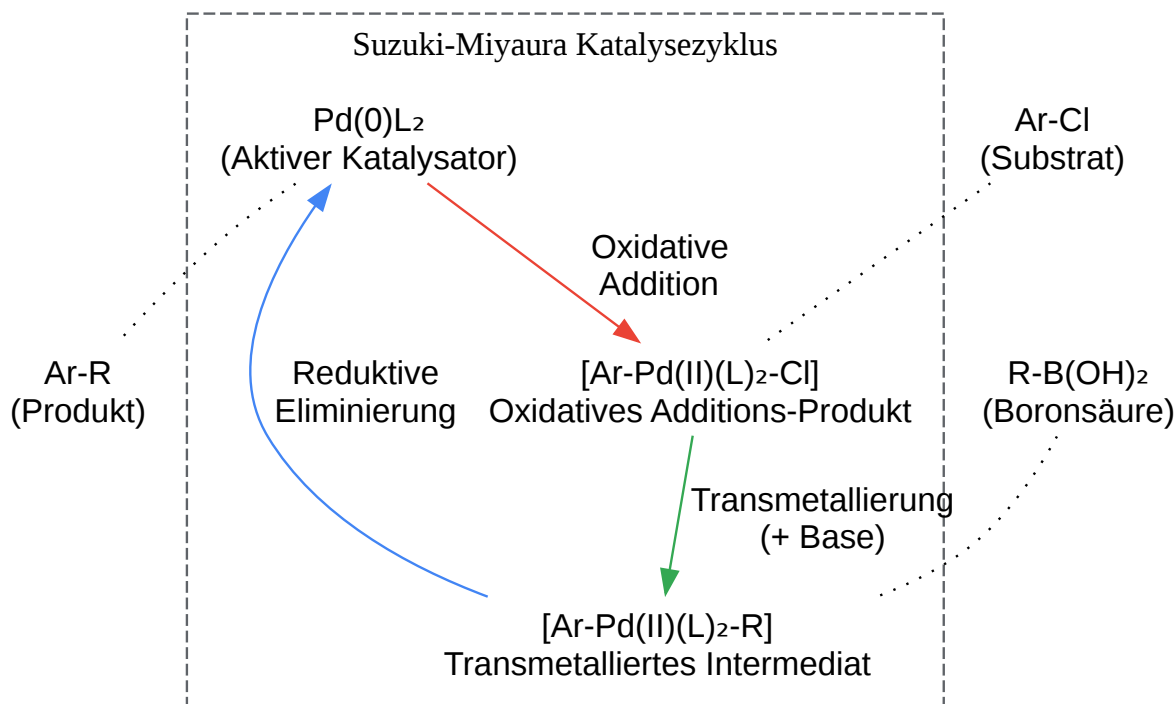 Suzuki-Miyaura Katalysezyklus
Pd(0)L₂
(Aktiver Katalysator)
Ar-Cl
(Substrat)
Oxidative
Addition
Ar-R
(Produkt)
Reduktive
Eliminierung
[Ar-Pd(II)(L)₂-Cl]
Oxidatives Additions-Produkt
R-B(OH)₂
(Boronsäure)
Transmetallierung
(+ Base)
[Ar-Pd(II)(L)₂-R]
Transmetalliertes Intermediat